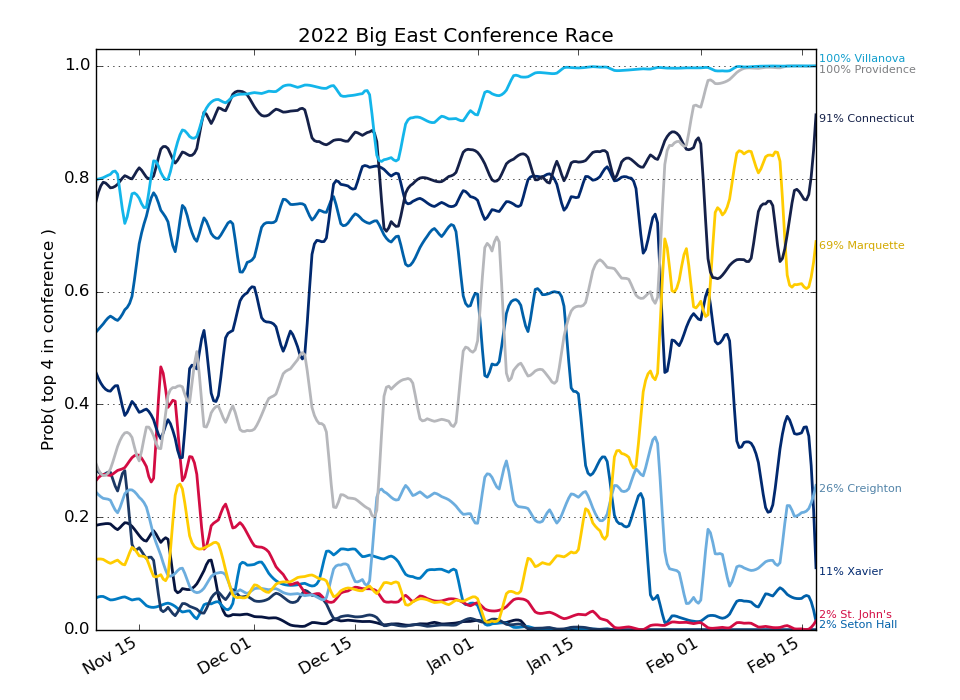 2022 Big East Conference Race
Prob( top 4 in conference )
1.0
0.8
0.6
0.4
0.2
0.0
Nov 15
Dec 01
Dec 15
Jan 01
Jan 15
Feb 01
Feb 15
100% Villanova
100% Providence
91% Connecticut
69% Marquette
26% Creighton
11% Xavier
2% St. John's
2% Seton Hall